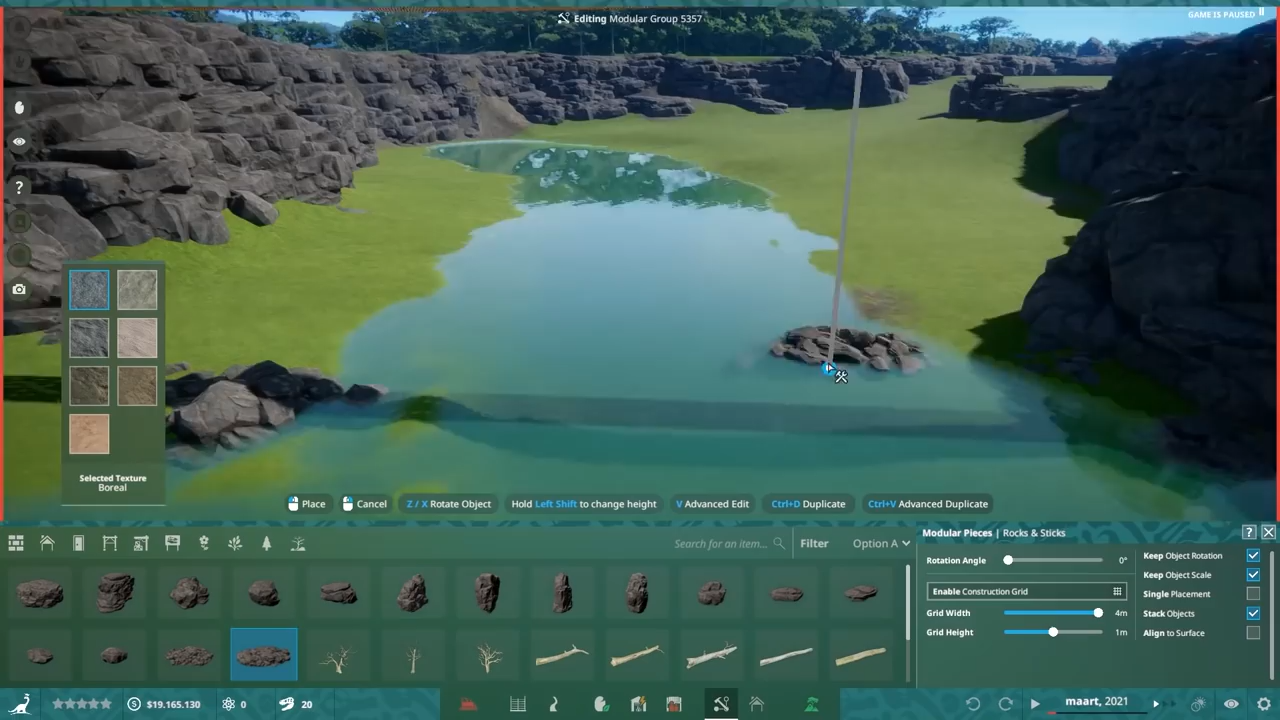 Editing Modular Group 5357
GAME IS PAUSED
?
Selected Texture
Boreal
Place
Cancel
Z / X Rotate Object
Hold Left Shift to change height
V Advanced Edit
Ctrl+D Duplicate
Ctrl+V Advanced Duplicate
Search for an item...
Filter
Option A
Modular Pieces | Rocks & Sticks
?
Rotation Angle
0°
Enable Construction Grid
Grid Width
4m
Grid Height
1m
Keep Object Rotation
Keep Object Scale
Single Placement
Stack Objects
Align to Surface
$19.165.130
0
20
maart, 2021